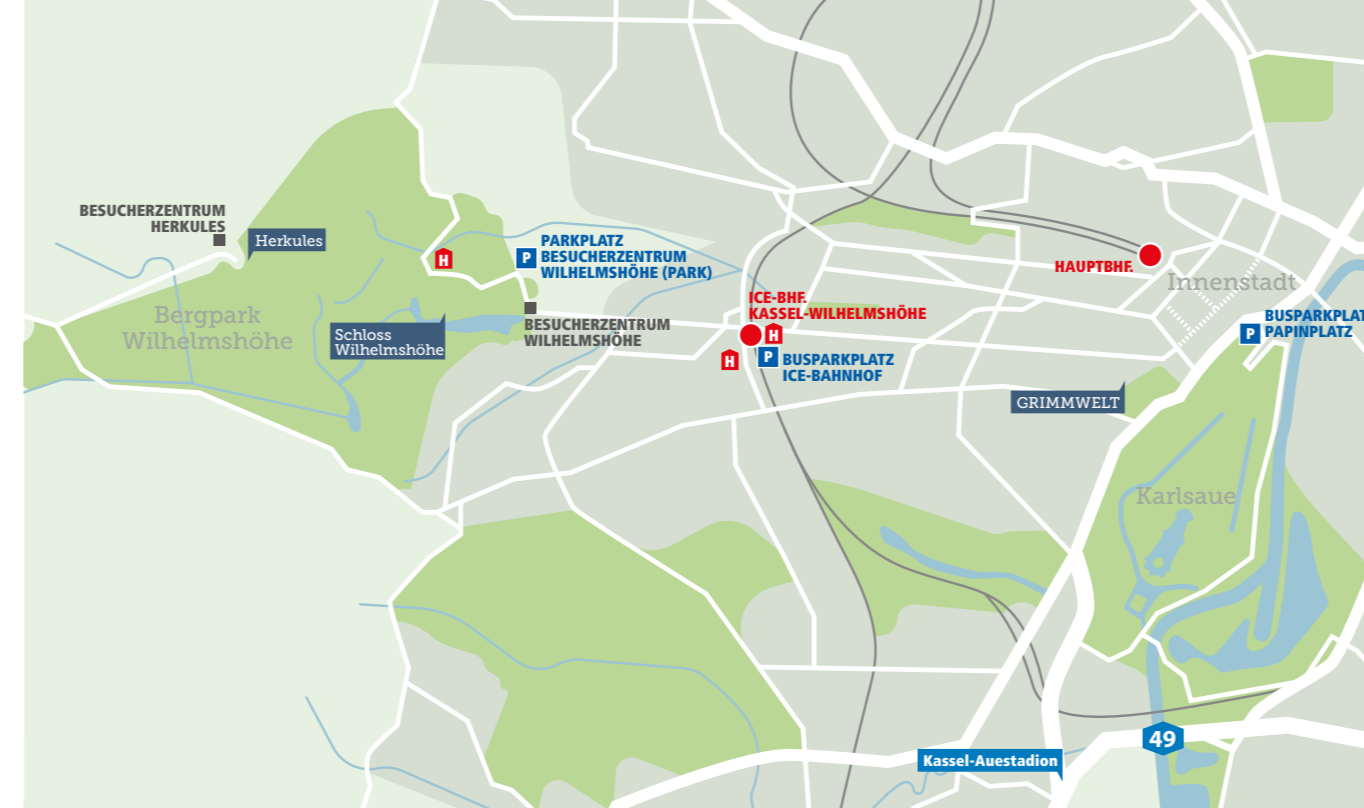 BESUCHERZENTRUM
HERKULES
Herkules
H
P
PARKPLATZ
BESUCHERZENTRUM
WILHELMSHÖHE (PARK)
HAUPTBHF.
Innenstadt
Bergpark
Wilhelmshöhe
Schloss
Wilhelmshöhe
BESUCHERZENTRUM
WILHELMSHÖHE
ICE-BHF.
KASSEL-WILHELMSHÖHE
H
H
P
BUSPARKPLATZ
ICE-BAHNHOF
P
BUSPARKPLAT
PAPINPLATZ
GRIMMWELT
Karlsaue
49
Kassel-Auestadion